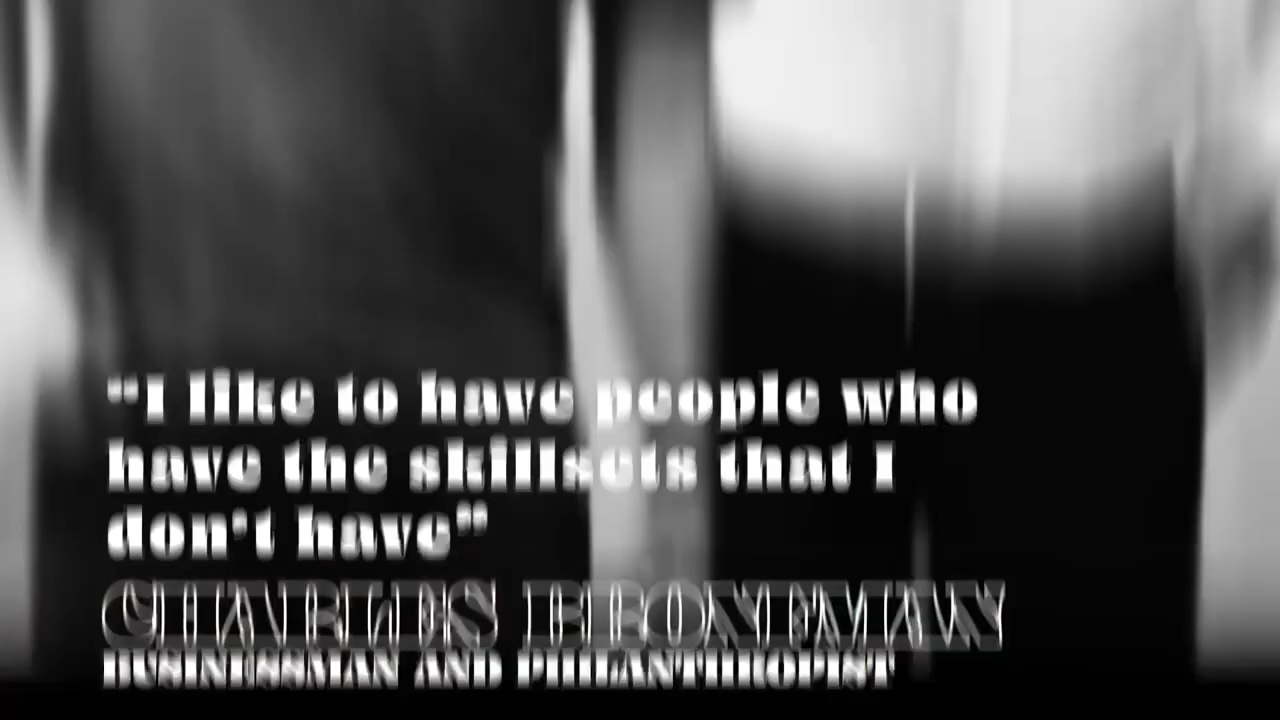 “I like to have people who
have the skillsets that I
don't have”
CHARLES BRONFMAN
BUSINESSMAN AND PHILANTHROPIST